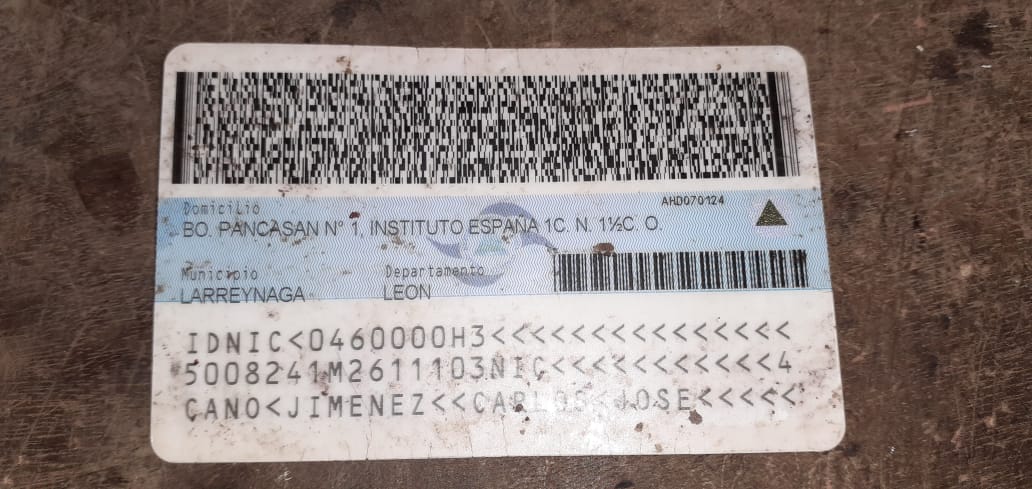 AHD070124
Domicilio
BO. PANCASAN N° 1, INSTITUTO ESPAÑA 1C. N. 1½C. O.
Municipio Departamento
LARREYNAGA LEON
IDNIC<0460000H3<<<<<<<<<<<<<<<
5008241M2611103NIC<<<<<<<<<<<4
CANO<JIMENEZ<<CARLOS<JOSE<<<<<